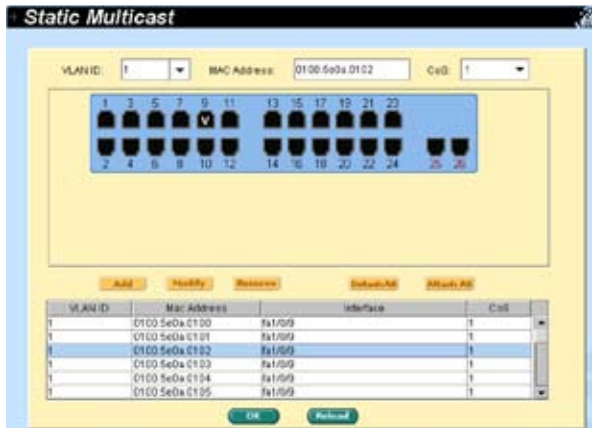 Static Multicast
VLAN ID: 1 MAC Address: 0100.5e0a.0102 CoS: 1
1 3 5 7 9 11 13 15 17 19 21 23
V
2 4 6 8 10 12 14 16 18 20 22 24 25 26
Add Modify Remove Detach All Attach All
VLAN ID Mac Address Interface CoS
1 0100.5e0a.0100 fa1/0/9 1
1 0100.5e0a.0101 fa1/0/9 1
1 0100.5e0a.0102 fa1/0/9 1
1 0100.5e0a.0103 fa1/0/9 1
1 0100.5e0a.0104 fa1/0/9 1
1 0100.5e0a.0105 fa1/0/9 1
OK Reload